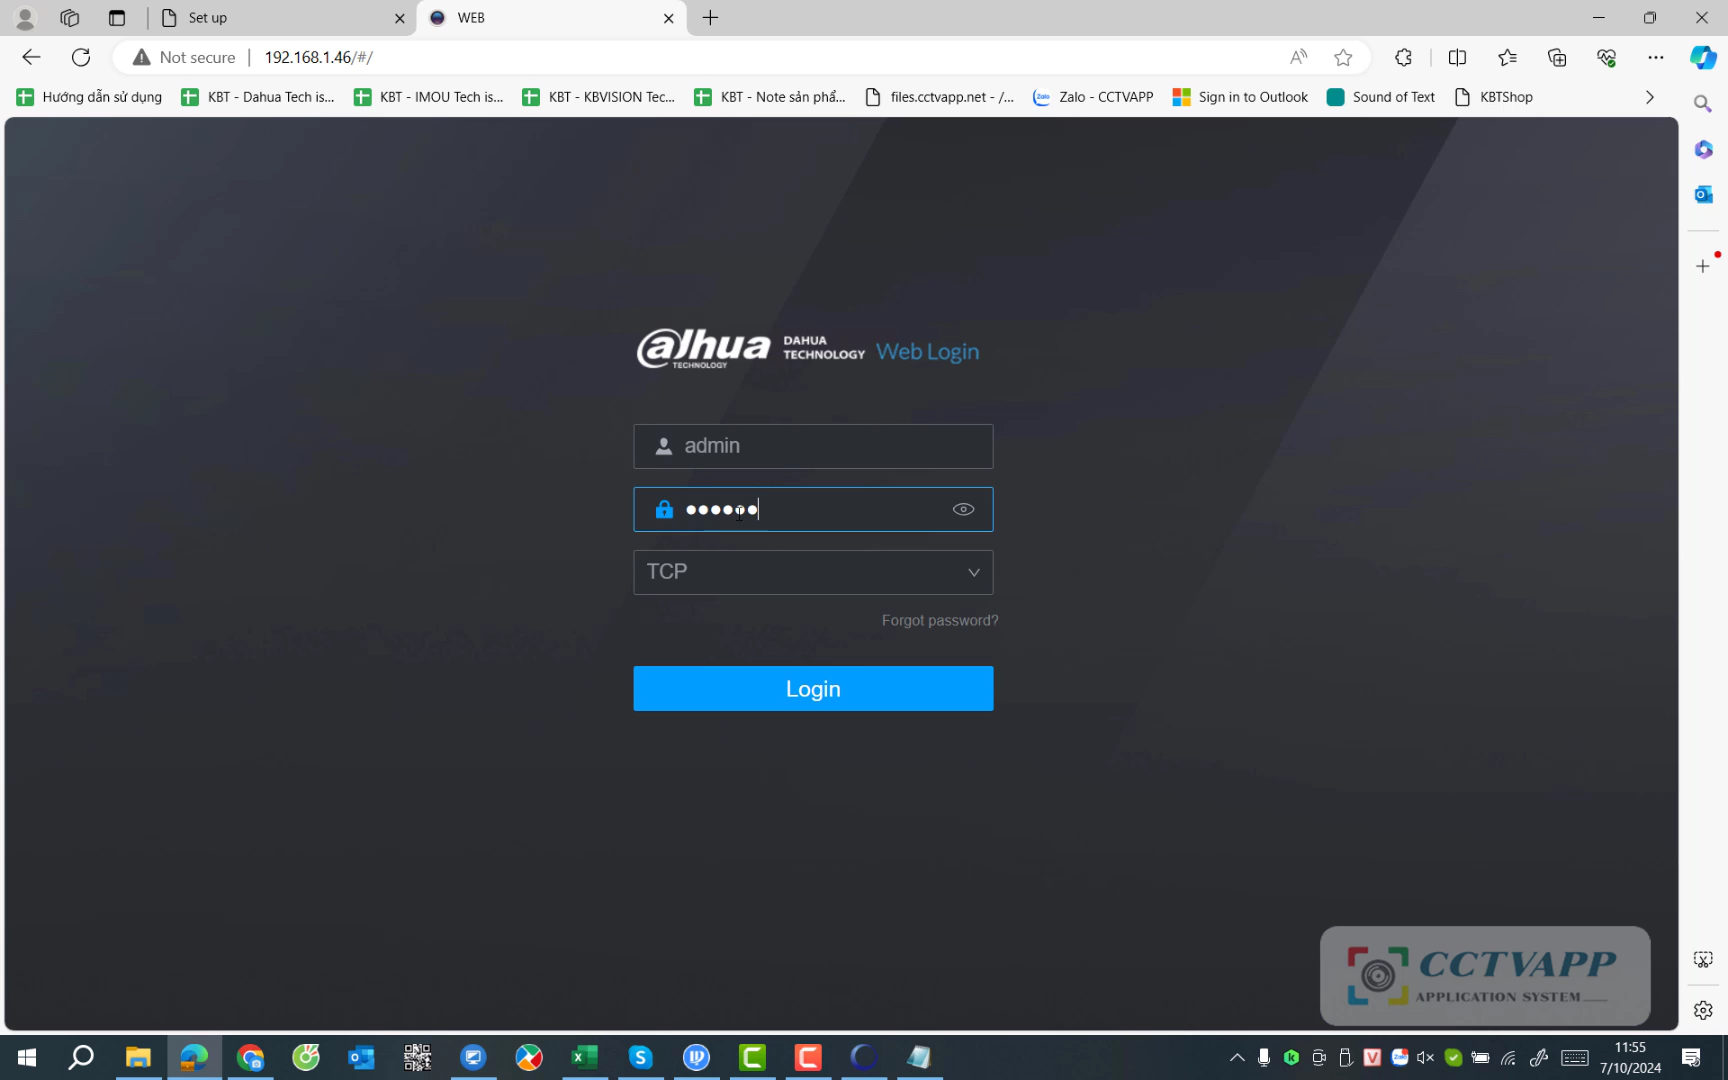 Set up
WEB
Not secure
192.168.1.46/#/
Hướng dẫn sử dụng
KBT - Dahua Tech is...
KBT - IMOU Tech is...
KBT - KBVISION Tec...
KBT - Note sản phẩ...
files.cctvapp.net - /...
Zalo - CCTVAPP
Sign in to Outlook
Sound of Text
KBTShop
alhua TECHNOLOGY
DAHUA TECHNOLOGY
Web Login
admin
TCP
Forgot password?
Login
CCTVAPP
APPLICATION SYSTEM
11:55
7/10/2024